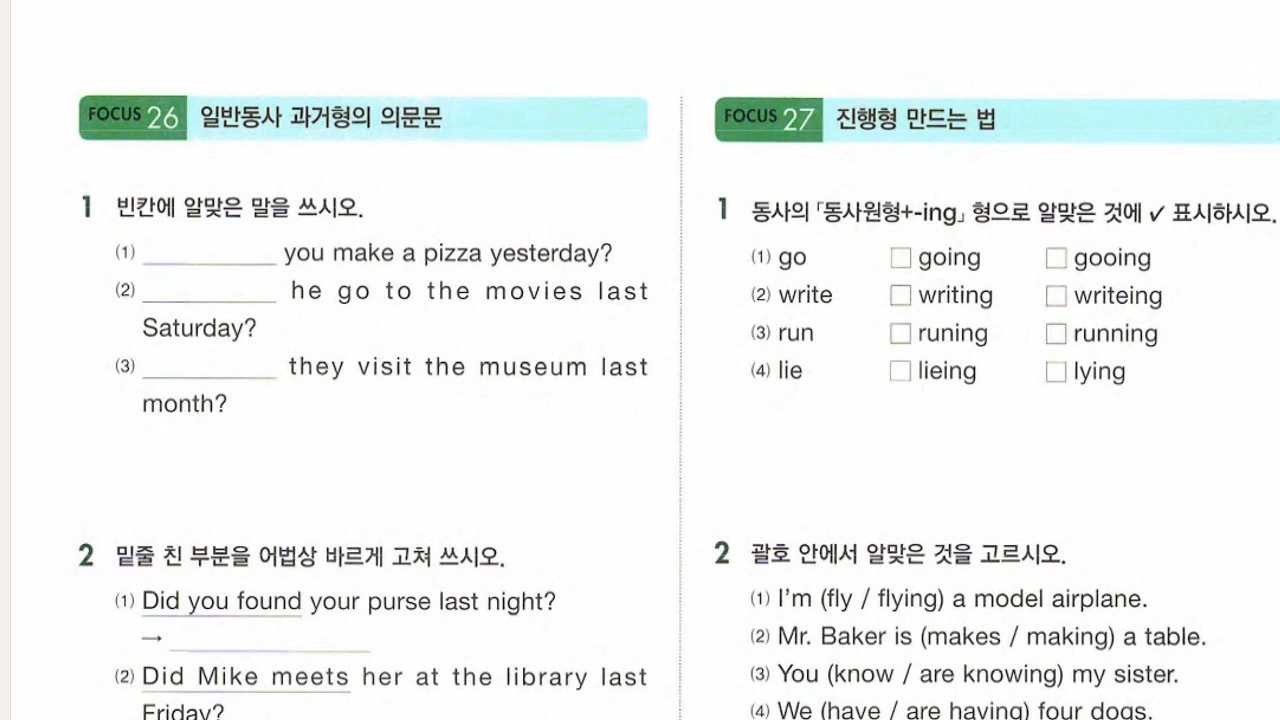 FOCUS 26 일반동사 과거형의 의문문
1 빈칸에 알맞은 말을 쓰시오.
(1) ________ you make a pizza yesterday?
(2) ________ he go to the movies last
Saturday?
(3) ________ they visit the museum last
month?
2 밑줄 친 부분을 어법상 바르게 고쳐 쓰시오.
(1) Did you found your purse last night?
→ ________
(2) Did Mike meets her at the library last
Friday?
FOCUS 27 진행형 만드는 법
1 동사의 「동사원형+-ing」 형으로 알맞은 것에 ✓ 표시하시오.
(1) go □ going □ gooing
(2) write □ writing □ writeing
(3) run □ runing □ running
(4) lie □ lieing □ lying
2 괄호 안에서 알맞은 것을 고르시오.
(1) I'm (fly / flying) a model airplane.
(2) Mr. Baker is (makes / making) a table.
(3) You (know / are knowing) my sister.
(4) We (have / are having) four dogs.